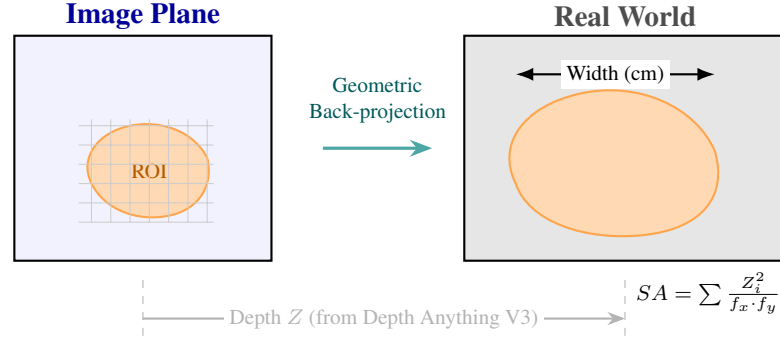 Image Plane
Real World
Geometric
Back-projection
Width (cm)
ROI
SA = ∑ Z_i^2 / f_x · f_y
Depth Z (from Depth Anything V3)